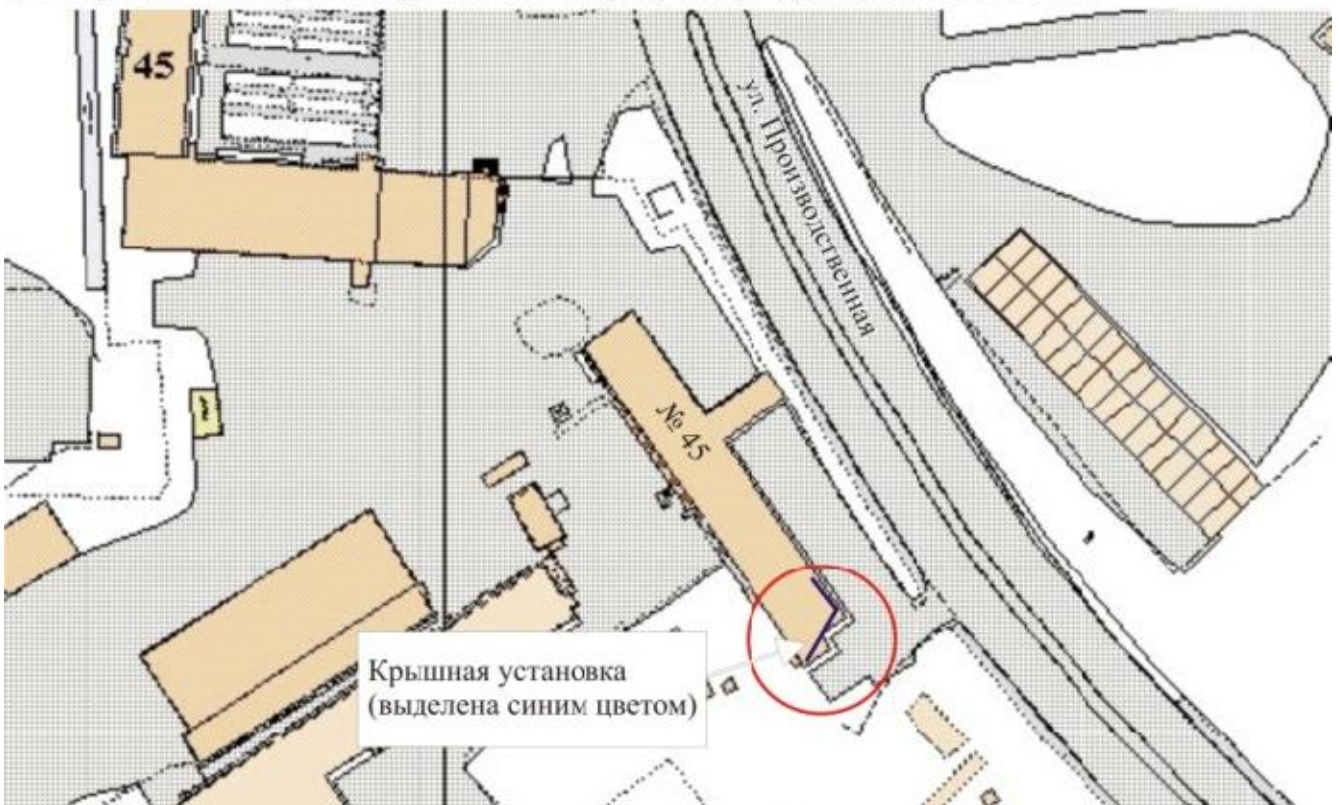 45
ул. Производственная
№ 45
Крышная установка
(выделена синим цветом)